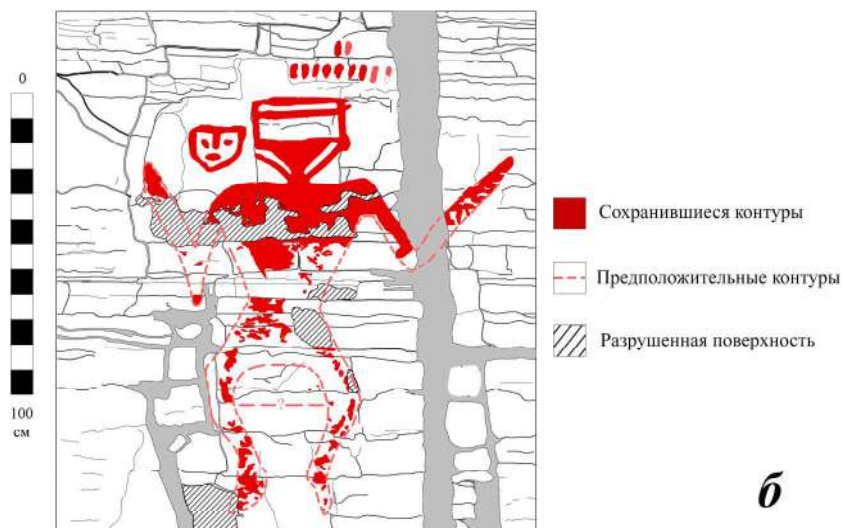 0
100
см
Сохранившиеся контуры
Предположительные контуры
Разрушенная поверхность
?
б